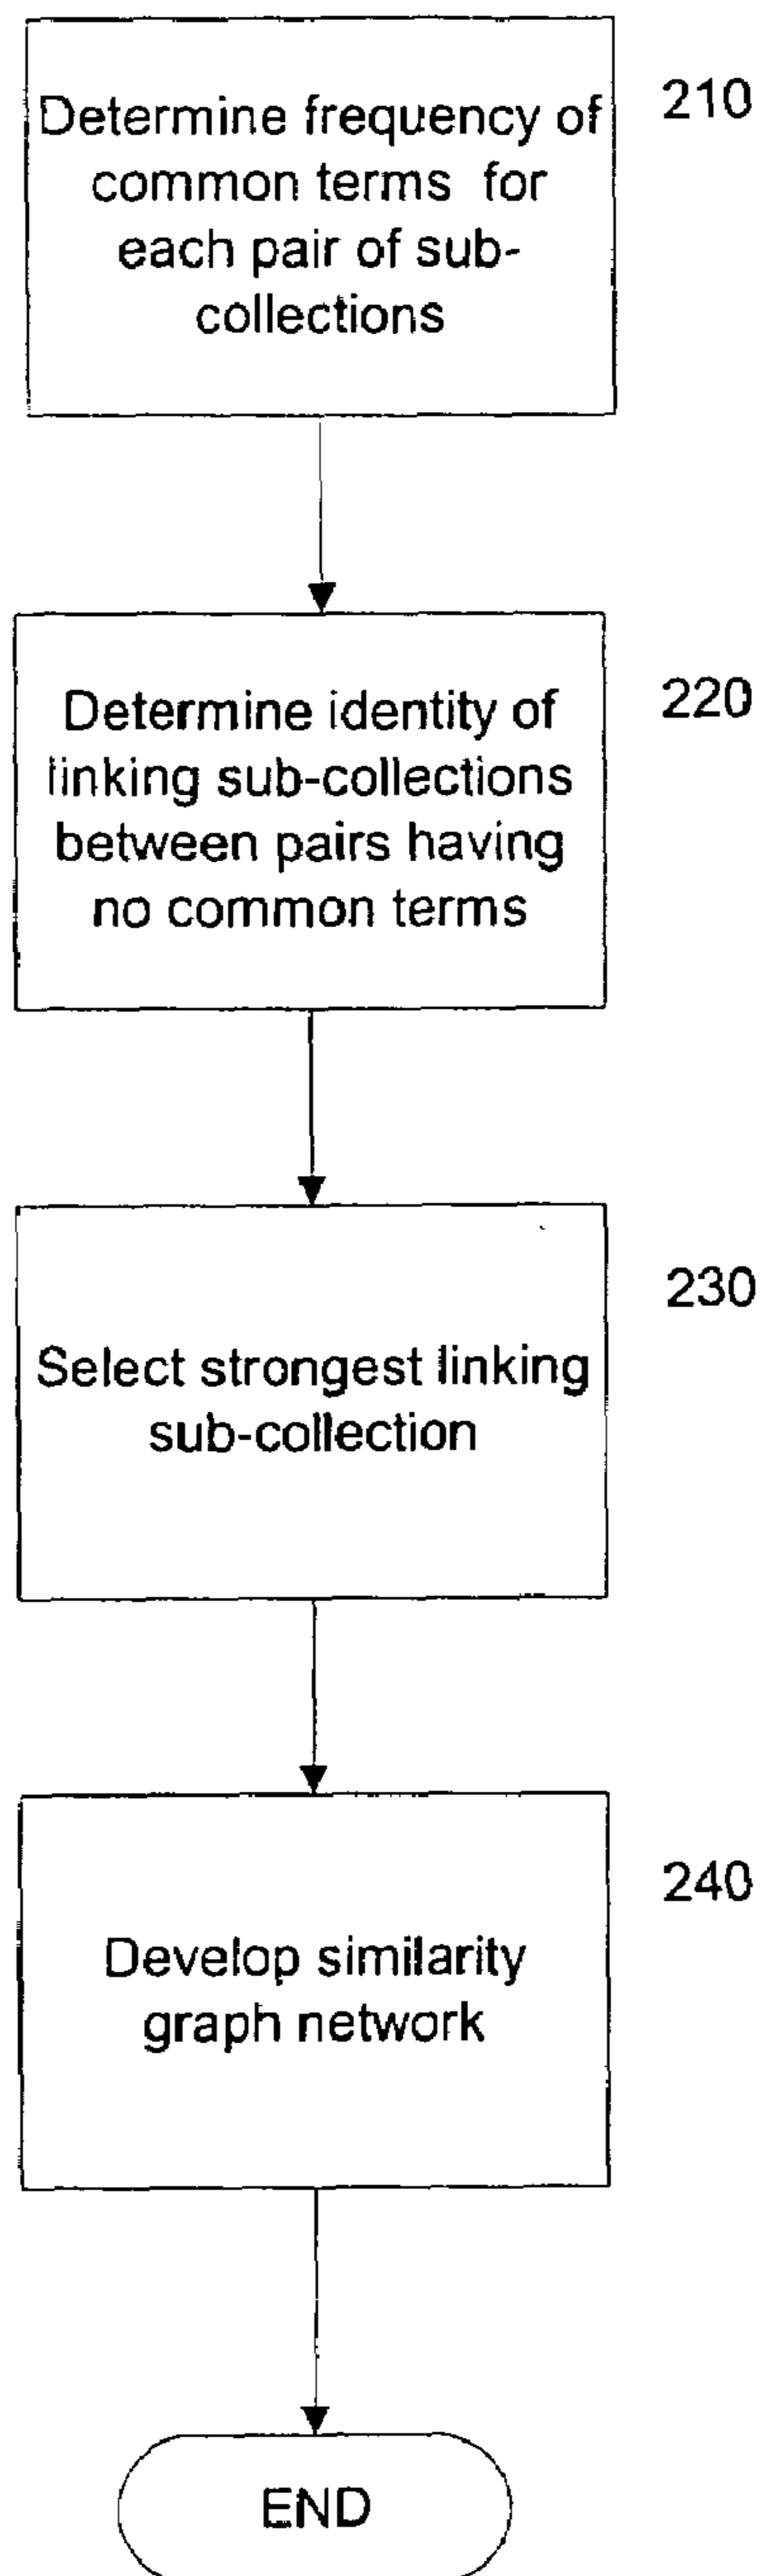 Determine frequency of
common terms for
each pair of sub-
collections
210
Determine identity of
linking sub-collections
between pairs having
no common terms
220
Select strongest linking
sub-collection
230
Develop similarity
graph network
240
END